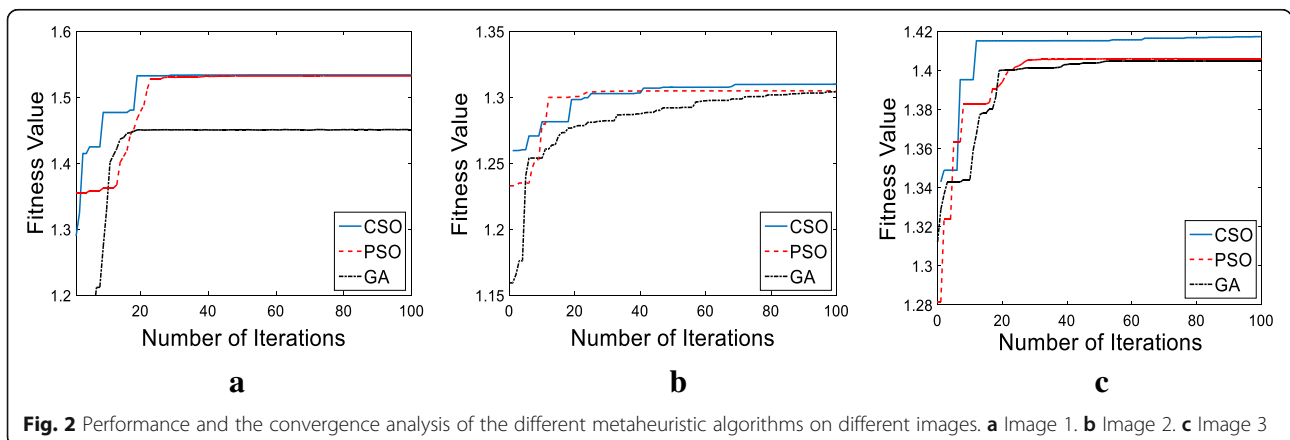 1.6
1.5
1.4
1.3
1.2
Fitness Value
20 40 60 80 100
Number of Iterations
CSO
PSO
GA
a
1.35
1.3
1.25
1.2
1.15
Fitness Value
0 20 40 60 80 100
Number of Iterations
CSO
PSO
GA
b
1.42
1.4
1.38
1.36
1.34
1.32
1.3
1.28
Fitness Value
0 20 40 60 80 100
Number of Iterations
CSO
PSO
GA
c
Fig. 2 Performance and the convergence analysis of the different metaheuristic algorithms on different images. a Image 1. b Image 2. c Image 3